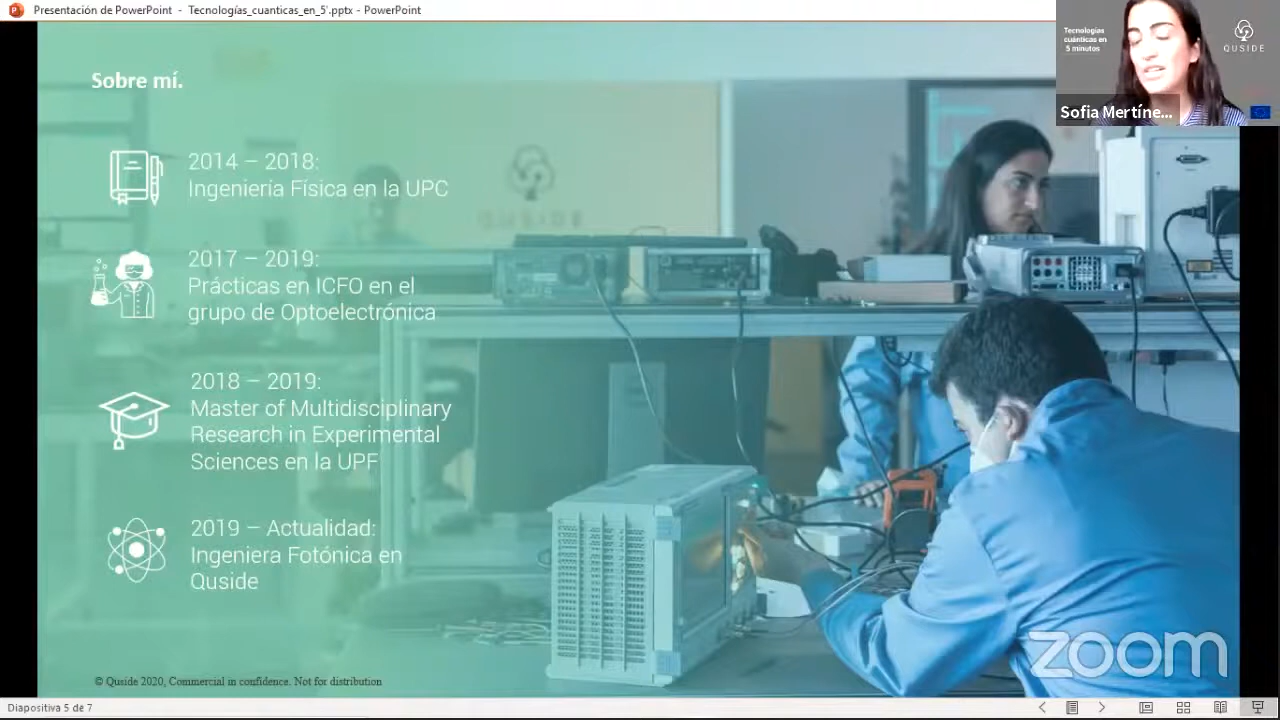 Presentación de PowerPoint - Tecnologías_cuanticas_en_5'.pptx - PowerPoint
Tecnologías
cuánticas en
5 minutos
QUSIDE
Sofia Mertíne...
Sobre mí.
2014 – 2018:
Ingeniería Física en la UPC
QUSIDE
2017 – 2019:
Prácticas en ICFO en el
grupo de Optoelectrónica
2018 – 2019:
Master of Multidisciplinary
Research in Experimental
Sciences en la UPF
2019 – Actualidad:
Ingeniera Fotónica en
Quside
zoom
© Quside 2020, Commercial in confidence. Not for distribution
Diapositiva 5 de 7